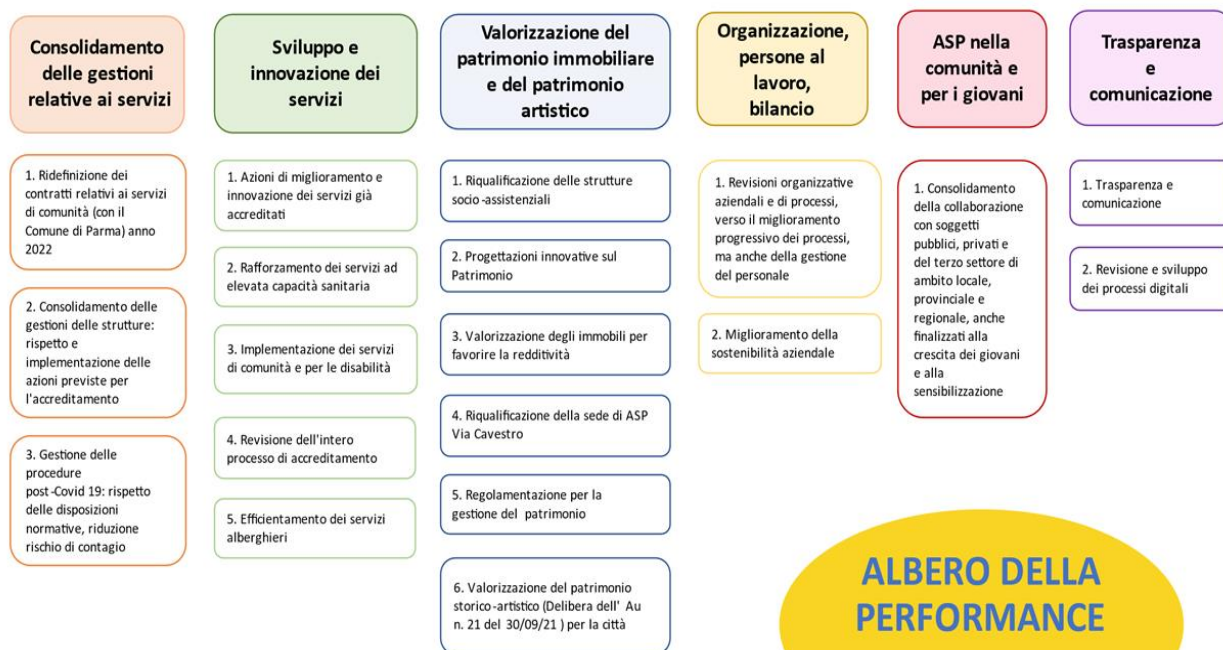 Consolidamento
delle gestioni
relative ai servizi
1. Ridefinizione dei
contratti relativi ai servizi
di comunità (con il
Comune di Parma) anno
2022
2. Consolidamento delle
gestioni delle strutture:
rispetto e
implementazione delle
azioni previste per
l'accreditamento
3. Gestione delle
procedure
post-Covid 19: rispetto
delle disposizioni
normative, riduzione
rischio di contagio
Sviluppo e
innovazione dei
servizi
1. Azioni di miglioramento e
innovazione dei servizi già
accreditati
2. Rafforzamento dei servizi ad
elevata capacità sanitaria
3. Implementazione dei servizi
di comunità e per le disabilità
4. Revisione dell'intero
processo di accreditamento
5. Efficientamento dei servizi
alberghieri
Valorizzazione del
patrimonio immobiliare
e del patrimonio
artistico
1. Riqualificazione delle strutture
socio-assistenziali
2. Progettazioni innovative sul
Patrimonio
3. Valorizzazione degli immobili per
favorire la redditività
4. Riqualificazione della sede di ASP
Via Cavestro
5. Regolamentazione per la
gestione del patrimonio
6. Valorizzazione del patrimonio
storico-artistico (Delibera dell' Au
n. 21 del 30/09/21 ) per la città
Organizzazione,
persone al
lavoro,
bilancio
1. Revisioni organizzative
aziendali e di processi,
verso il miglioramento
progressivo dei processi,
ma anche della gestione
del personale
2. Miglioramento della
sostenibilità aziendale
ASP nella
comunità e
per i giovani
1. Consolidamento
della collaborazione
con soggetti
pubblici, privati e
del terzo settore di
ambito locale,
provinciale e
regionale, anche
finalizzati alla
crescita dei giovani
e alla
sensibilizzazione
Trasparenza
e
comunicazione
1. Trasparenza e
comunicazione
2. Revisione e sviluppo
dei processi digitali
ALBERO DELLA
PERFORMANCE